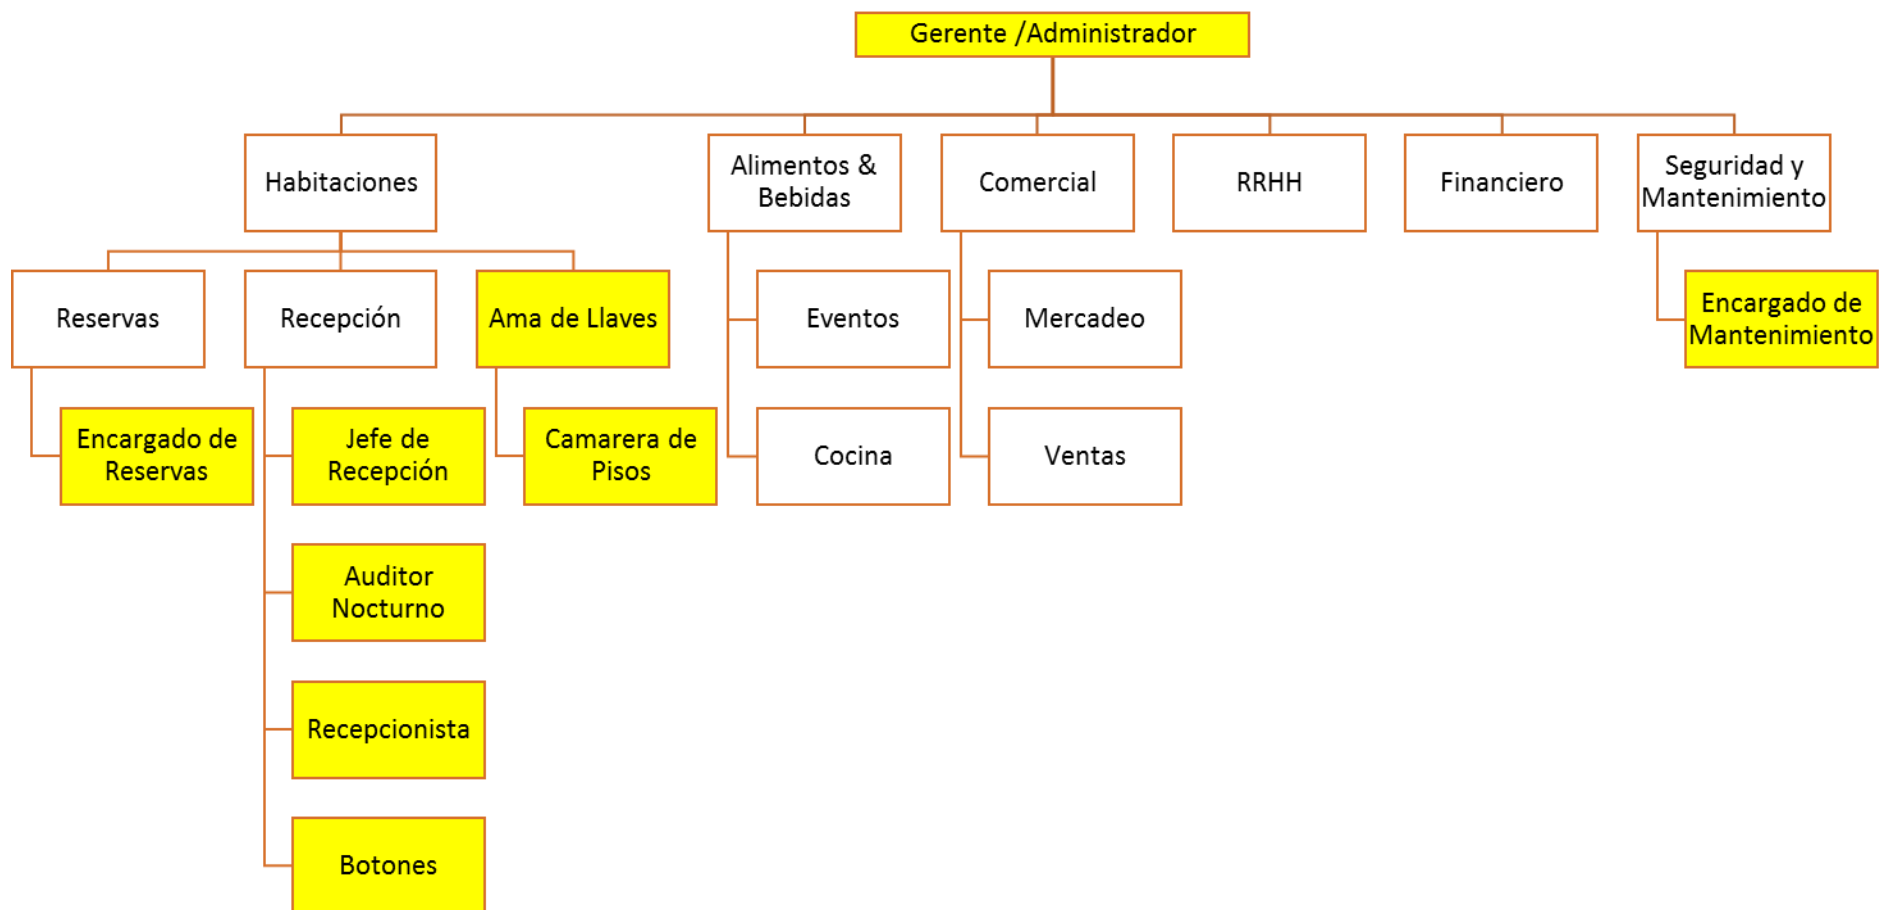 Gerente /Administrador
Habitaciones
Alimentos &
Bebidas
Comercial
RRHH
Financiero
Seguridad y
Mantenimiento
Reservas
Recepción
Ama de Llaves
Eventos
Mercadeo
Encargado de
Mantenimiento
Encargado de
Reservas
Jefe de
Recepción
Camarera de
Pisos
Cocina
Ventas
Auditor
Nocturno
Recepcionista
Botones